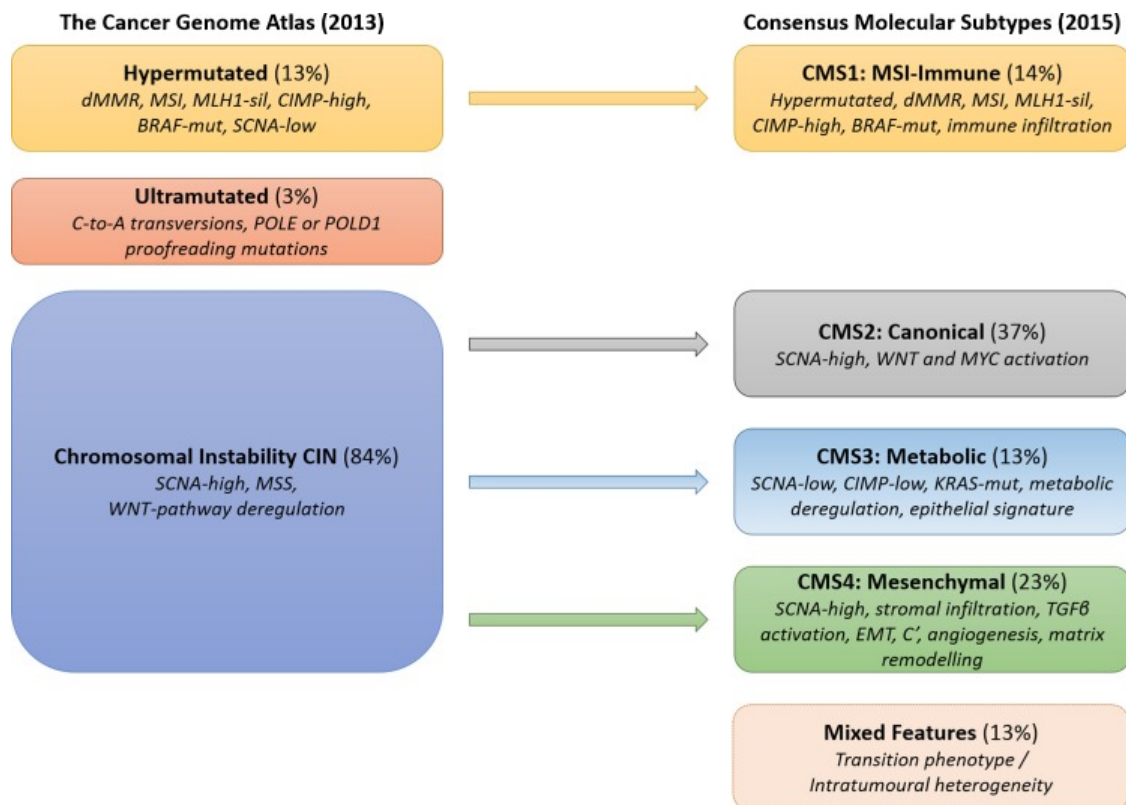 The Cancer Genome Atlas (2013)
Hypermutated (13%)
dMMR, MSI, MLH1-sil, CIMP-high,
BRAF-mut, SCNA-low
Ultramutated (3%)
C-to-A transversions, POLE or POLD1
proofreading mutations
Chromosomal Instability CIN (84%)
SCNA-high, MSS,
WNT-pathway deregulation
Consensus Molecular Subtypes (2015)
CMS1: MSI-Immune (14%)
Hypermutated, dMMR, MSI, MLH1-sil,
CIMP-high, BRAF-mut, immune infiltration
CMS2: Canonical (37%)
SCNA-high, WNT and MYC activation
CMS3: Metabolic (13%)
SCNA-low, CIMP-low, KRAS-mut, metabolic
deregulation, epithelial signature
CMS4: Mesenchymal (23%)
SCNA-high, stromal infiltration, TGFβ
activation, EMT, C’, angiogenesis, matrix
remodelling
Mixed Features (13%)
Transition phenotype /
Intratumoural heterogeneity